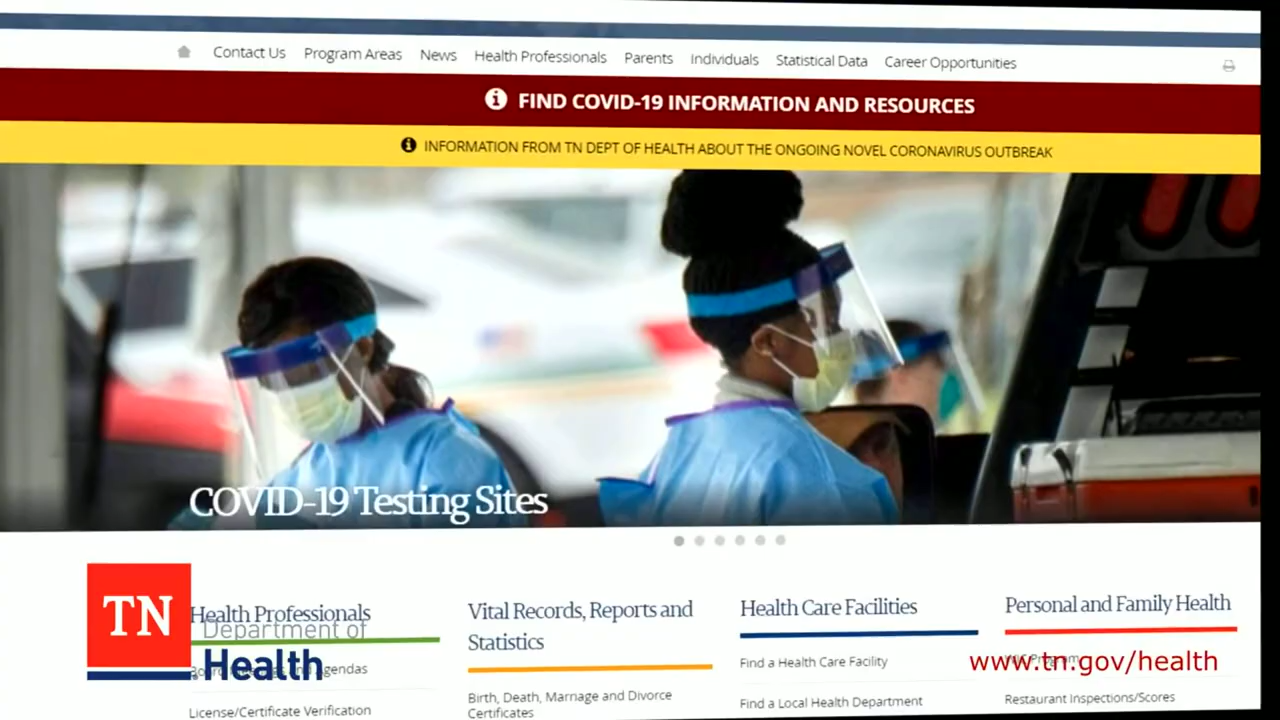 Contact Us Program Areas News Health Professionals Parents Individuals Statistical Data Career Opportunities
FIND COVID-19 INFORMATION AND RESOURCES
INFORMATION FROM TN DEPT OF HEALTH ABOUT THE ONGOING NOVEL CORONAVIRUS OUTBREAK
COVID-19 Testing Sites
TN
Department of
Health
Health Professionals
License/Certificate Verification
Vital Records, Reports and
Statistics
Birth, Death, Marriage and Divorce
Certificates
Health Care Facilities
Find a Health Care Facility
Find a Local Health Department
Personal and Family Health
www.tn.gov/health
Restaurant Inspections/Scores